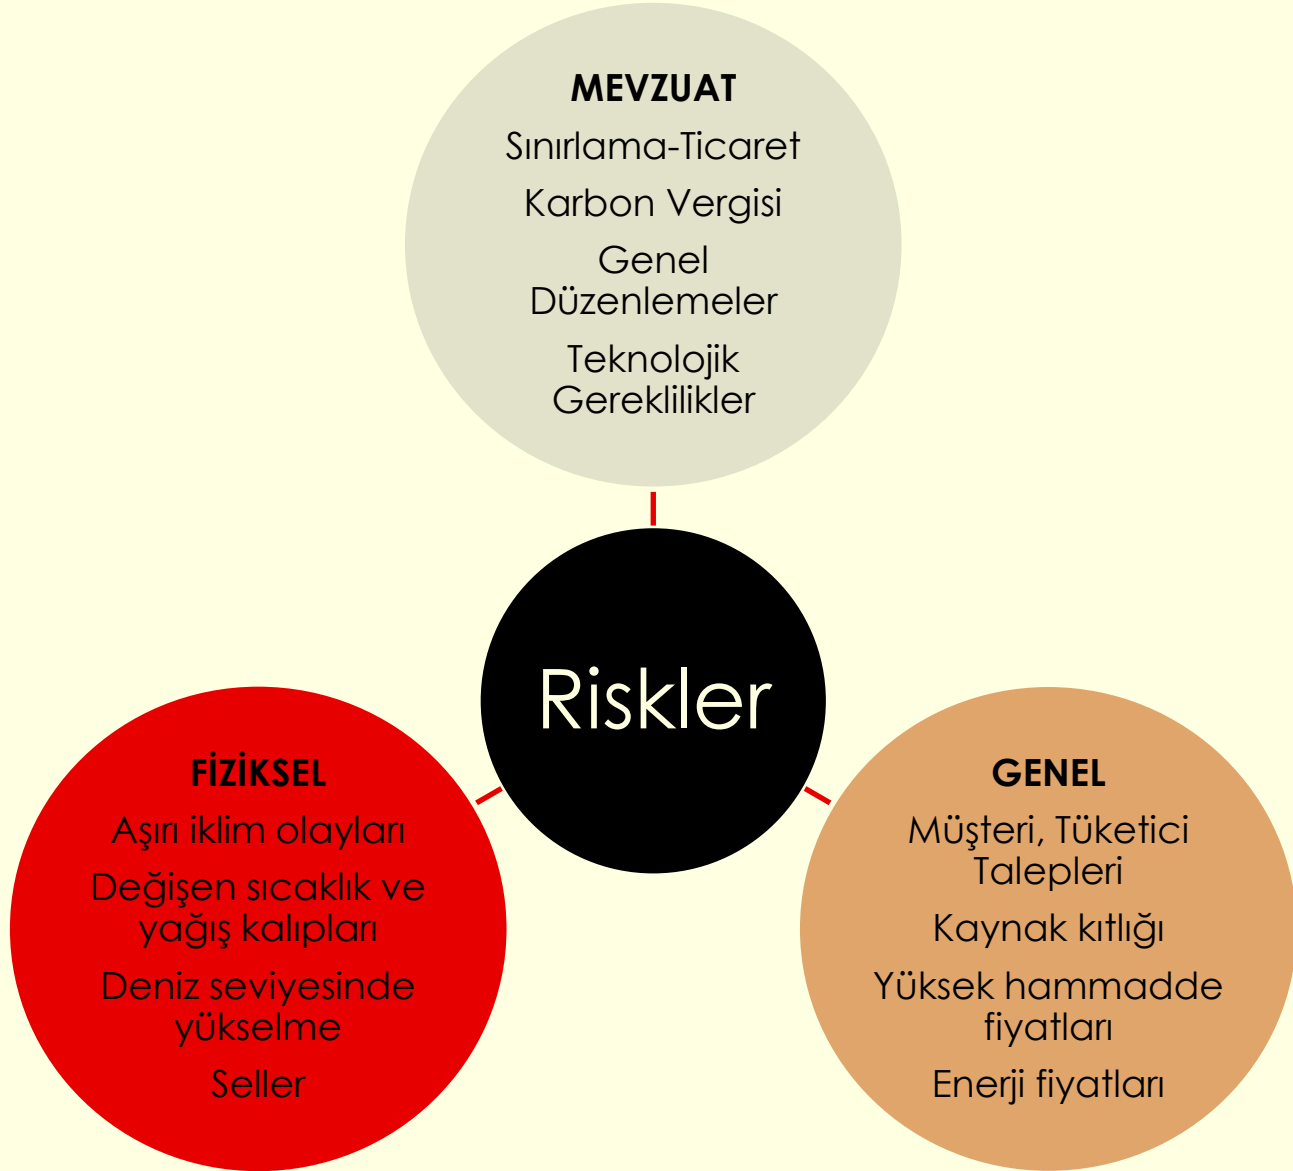 MEVZUAT
Sınırlama-Ticaret
Karbon Vergisi
Genel
Düzenlemeler
Teknolojik
Gereklilikler
Riskler
FİZİKSEL
Aşırı iklim olayları
Değişen sıcaklık ve
yağış kalıpları
Deniz seviyesinde
yükselme
Seller
GENEL
Müşteri, Tüketici
Talepleri
Kaynak kıtlığı
Yüksek hammadde
fiyatları
Enerji fiyatları